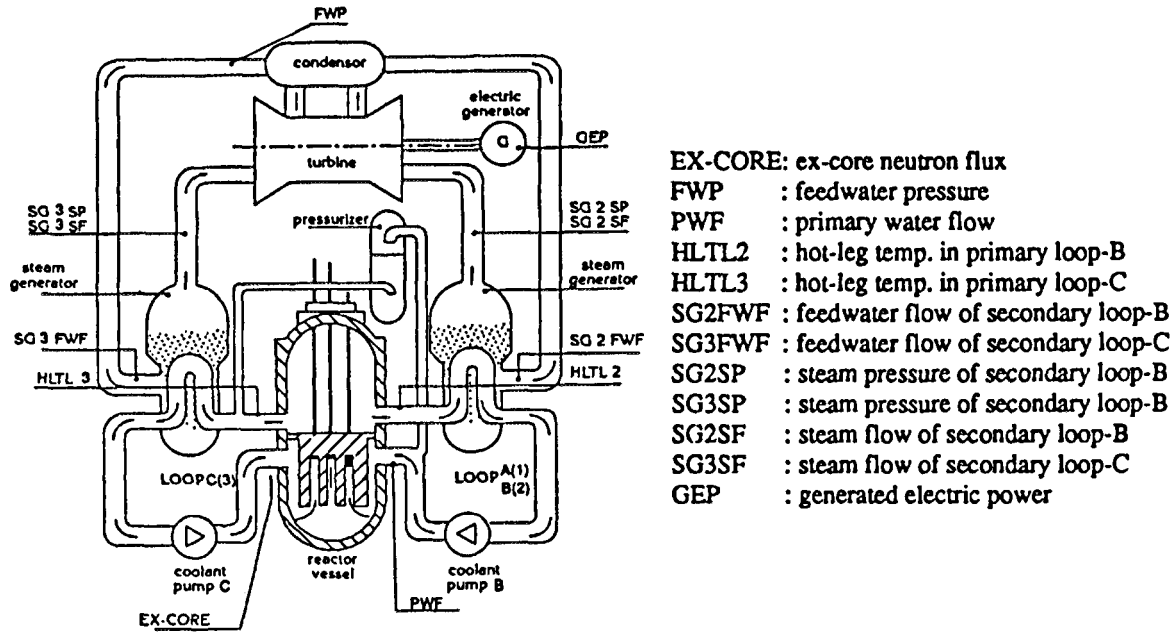 FWP
condensor
electric
generator
G
GEP
turbine
SG 3 SP
SG 3 SF
SG 2 SP
SG 2 SF
pressurizer
steam
generator
steam
generator
SG 3 FWF
SG 2 FWF
HLTL 3
HLTL 2
LOOP C(3)
LOOP A(1)
B(2)
coolant
pump C
reactor
vessel
coolant
pump B
EX-CORE
PWF
EX-CORE: ex-core neutron flux
FWP : feedwater pressure
PWF : primary water flow
HLTL2 : hot-leg temp. in primary loop-B
HLTL3 : hot-leg temp. in primary loop-C
SG2FWF : feedwater flow of secondary loop-B
SG3FWF : feedwater flow of secondary loop-C
SG2SP : steam pressure of secondary loop-B
SG3SP : steam pressure of secondary loop-B
SG2SF : steam flow of secondary loop-B
SG3SF : steam flow of secondary loop-C
GEP : generated electric power